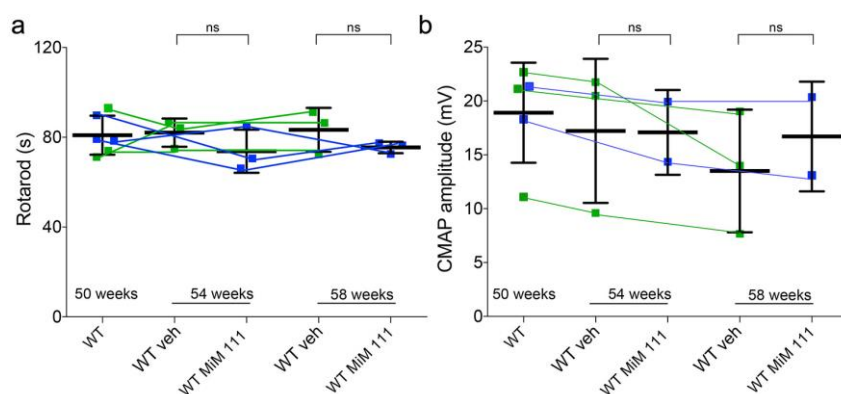 a
ns
ns
120
80
40
0
Rotarod (s)
50 weeks
54 weeks
58 weeks
WT
WT veh
WT MiM 111
WT veh
WT MiM 111
b
ns
ns
25
20
15
10
5
0
CMAP amplitude (mV)
50 weeks
54 weeks
58 weeks
WT
WT veh
WT MiM 111
WT veh
WT MiM 111